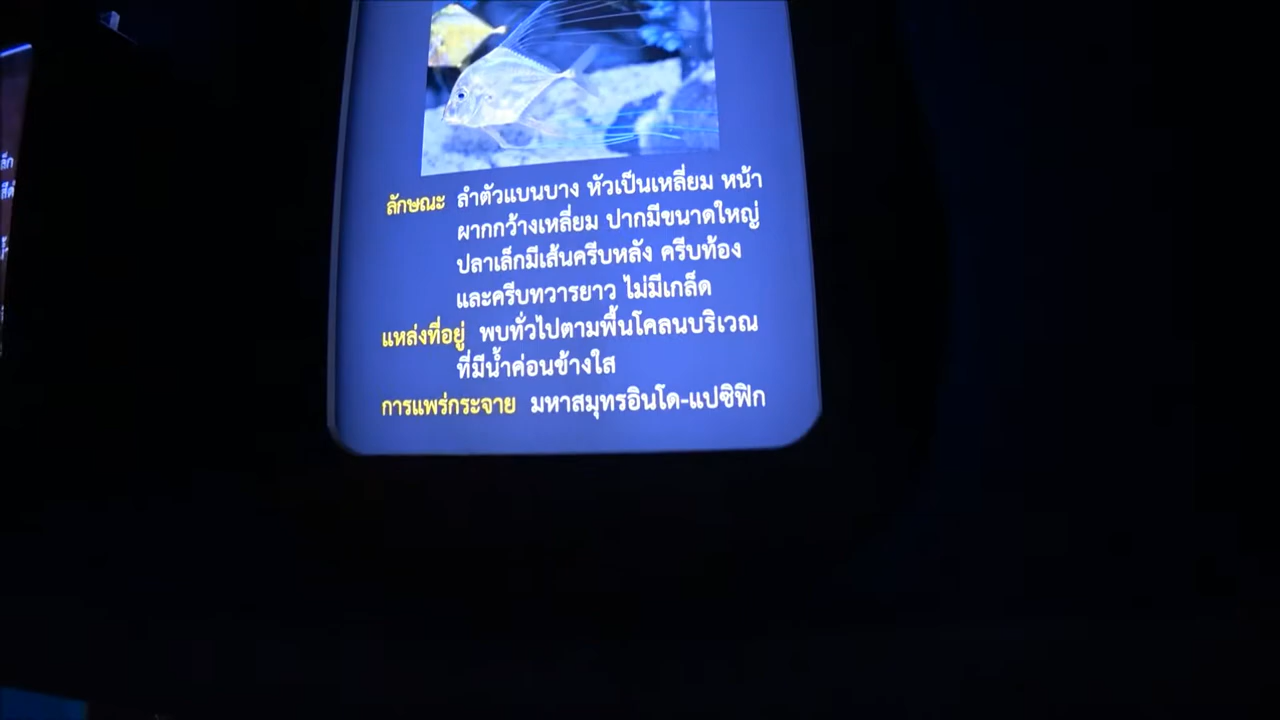 ลักษณะ ลำตัวแบนบาง หัวเป็นเหลี่ยม หน้า
ผากกว้างเหลี่ยม ปากมีขนาดใหญ่
ปลาเล็กมีเส้นครีบหลัง ครีบท้อง
และครีบทวารยาว ไม่มีเกล็ด
แหล่งที่อยู่ พบทั่วไปตามพื้นโคลนบริเวณ
ที่มีน้ำค่อนข้างใส
การแพร่กระจาย มหาสมุทรอินโด-แปซิฟิก